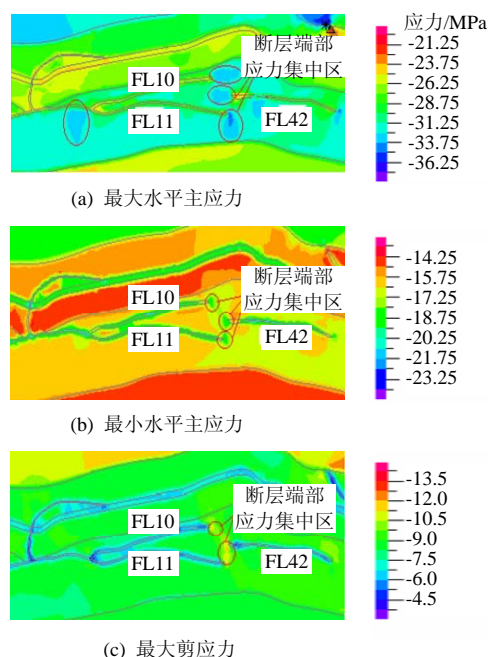 应力/MPa
-21.25
-23.75
-26.25
-28.75
-31.25
-33.75
-36.25
断层端部
应力集中区
FL10
FL11
FL42
(a) 最大水平主应力
-14.25
-15.75
-17.25
-18.75
-20.25
-21.75
-23.25
断层端部
应力集中区
FL10
FL11
FL42
(b) 最小水平主应力
-13.5
-12.0
-10.5
-9.0
-7.5
-6.0
-4.5
断层端部
应力集中区
FL10
FL11
FL42
(c) 最大剪应力